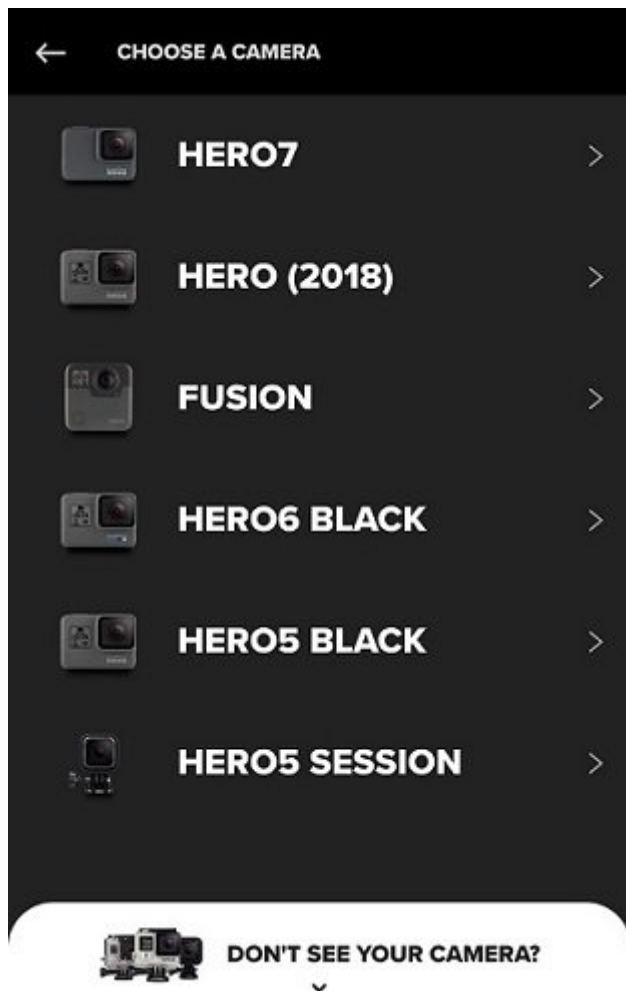 CHOOSE A CAMERA
HERO7
HERO (2018)
FUSION
HERO6 BLACK
HERO5 BLACK
HERO5 SESSION
DON'T SEE YOUR CAMERA?